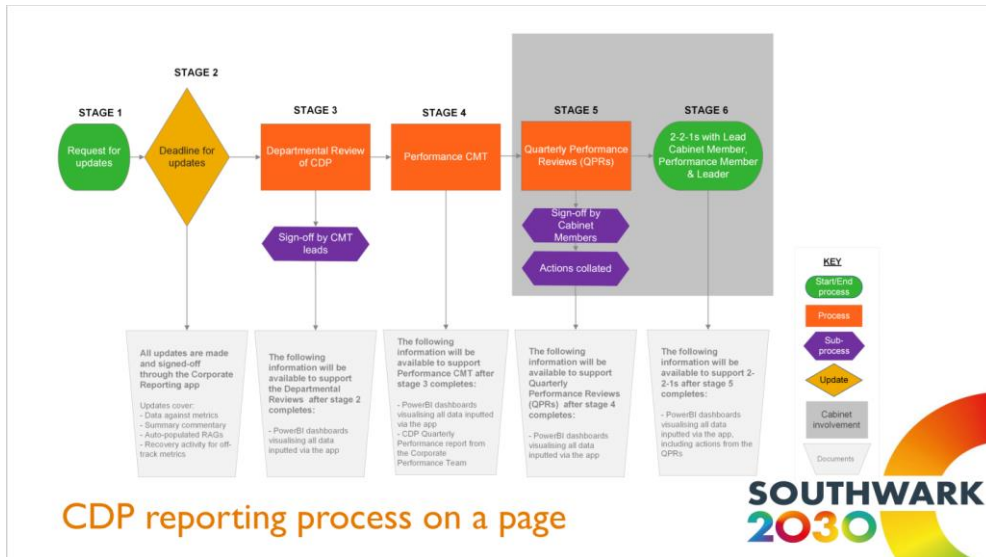 STAGE 1
Request for
updates
STAGE 2
Deadline for
updates
STAGE 3
Departmental Review
of CDP
Sign-off by CMT
leads
STAGE 4
Performance CMT
STAGE 5
Quarterly Performance
Reviews (QPRs)
Sign-off by
Cabinet
Members
Actions collated
STAGE 6
2-2-1s with Lead
Cabinet Member,
Performance Member
& Leader
All updates are made
and signed-off
through the Corporate
Reporting app
Updates cover:
- Data against metrics
- Summary commentary
- Auto-populated RAGs
- Recovery activity for off-
track metrics
The following
information will be
available to support
the Departmental
Reviews after stage 2
completes:
- PowerBI dashboards
visualising all data
inputted via the app
The following
information will be
available to support
Performance CMT after
stage 3 completes:
- PowerBI dashboards
visualising all data inputted
via the app
- CDP Quarterly
Performance report from
the Corporate
Performance Team
The following
information will be
available to support
Quarterly
Performance Reviews
(QPRs) after stage 4
completes:
- PowerBI dashboards
visualising all data
inputted via the app
The following
information will be
available to support 2-
2-1s after stage 5
completes:
- PowerBI dashboards
visualising all data
inputted via the app,
including actions from the
QPRs
KEY
Start/End
process
Process
Sub-
process
Update
Cabinet
involvement
Documents
CDP reporting process on a page
SOUTHWARK
2030